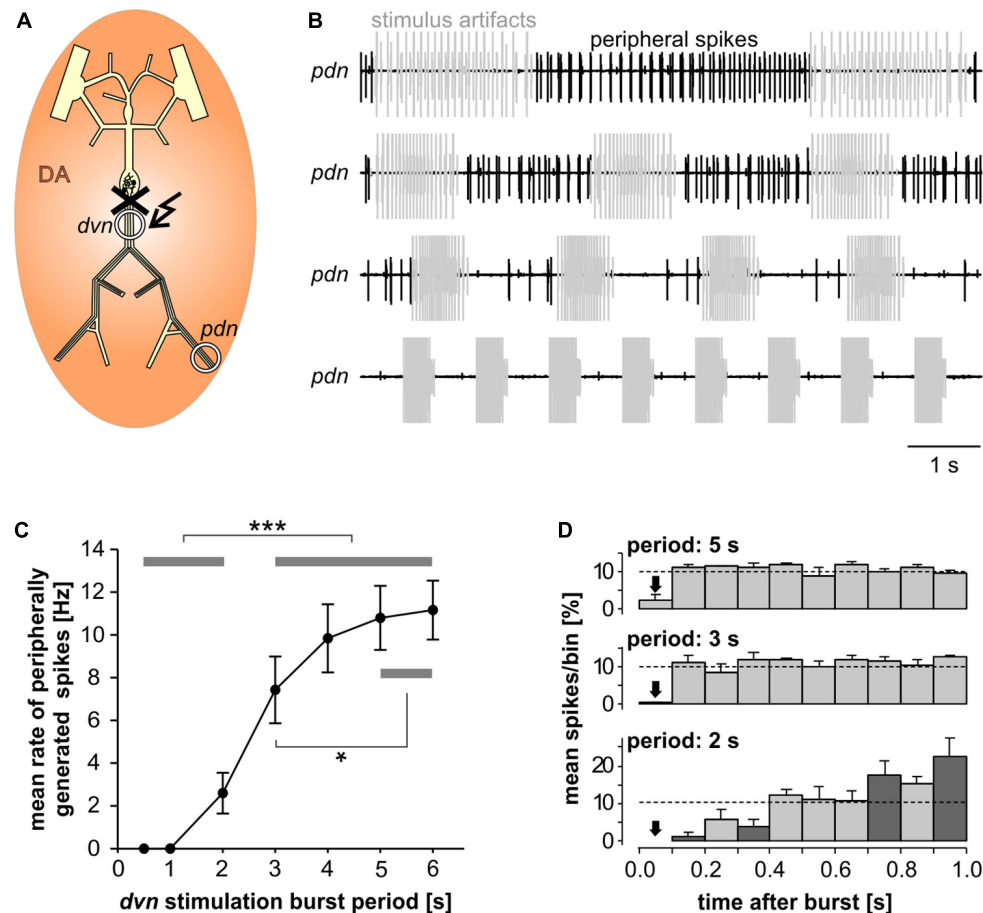 A
DA
dvn
pdn
B
stimulus artifacts
peripheral spikes
pdn
pdn
pdn
pdn
1 s
C
***
mean rate of peripherally
generated spikes [Hz]
14
12
10
8
6
4
2
0
*
0 1 2 3 4 5 6
dvn stimulation burst period [s]
D
mean spikes/bin [%]
period: 5 s
10
0
period: 3 s
10
0
period: 2 s
20
10
0
0 0.2 0.4 0.6 0.8 1.0
time after burst [s]